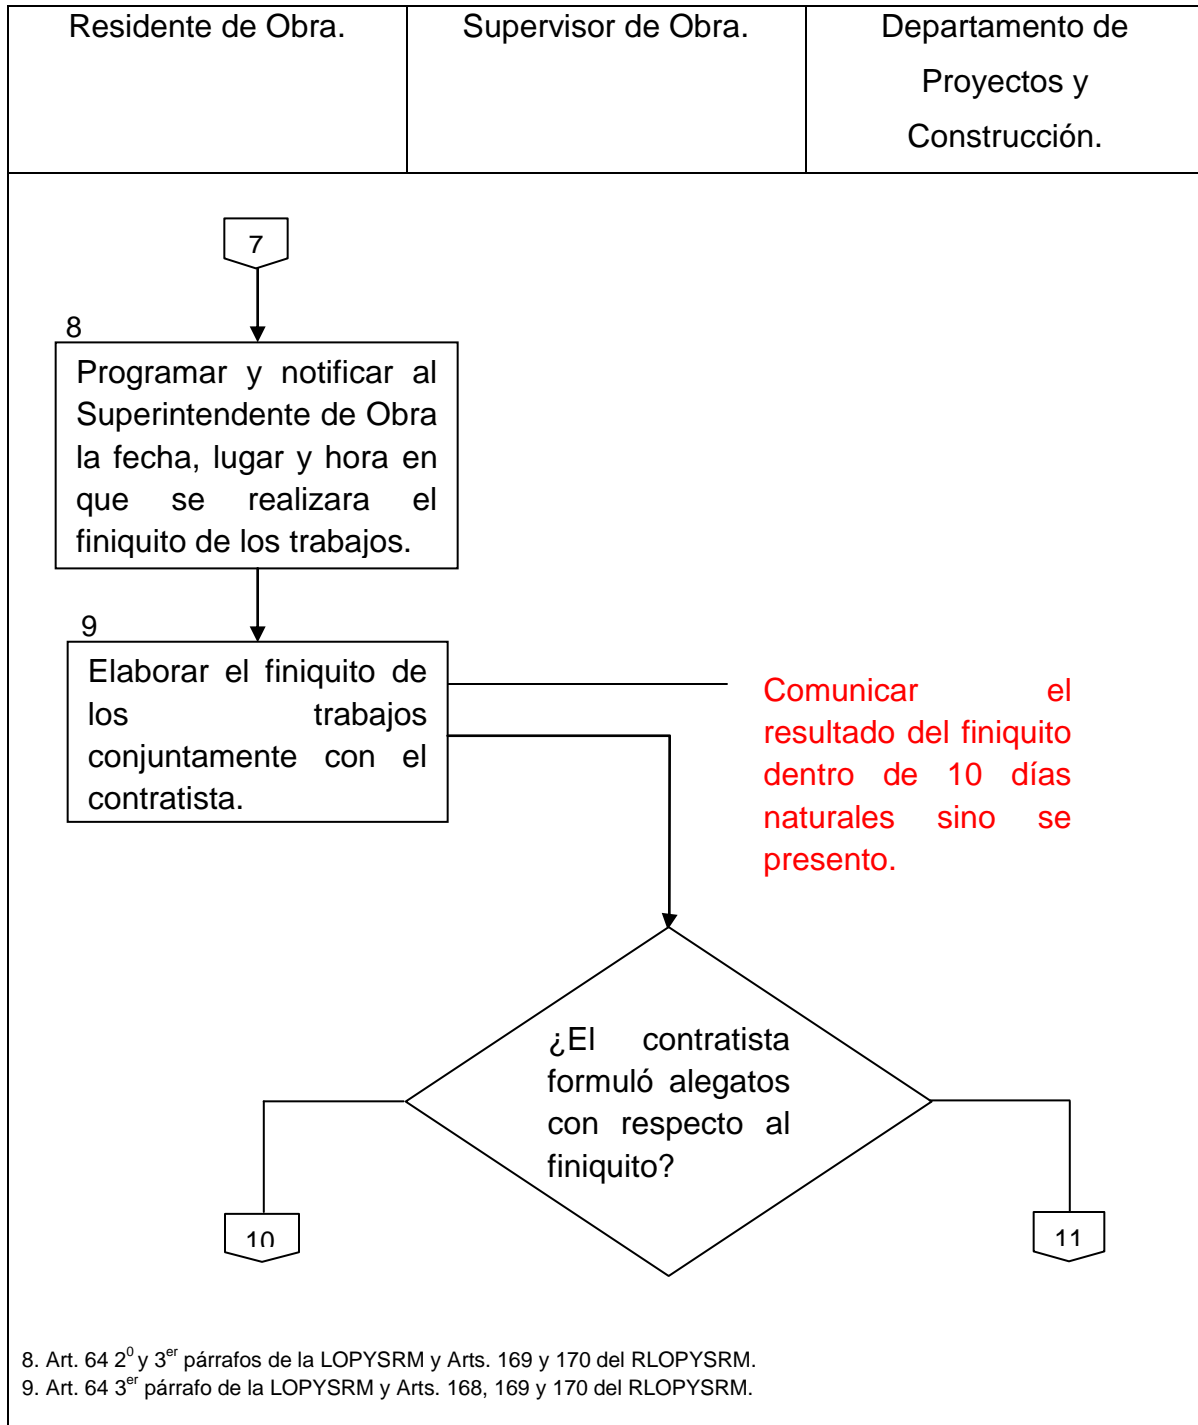 Residente de Obra.
Supervisor de Obra.
Departamento de
Proyectos y
Construcción.
7
8
Programar y notificar al
Superintendente de Obra
la fecha, lugar y hora en
que se realizara el
finiquito de los trabajos.
9
Elaborar el finiquito de
los trabajos
conjuntamente con el
contratista.
Comunicar el
resultado del finiquito
dentro de 10 días
naturales sino se
presento.
¿El contratista
formuló alegatos
con respecto al
finiquito?
10
11
8. Art. 64 2⁰ y 3ᵉʳ párrafos de la LOPYSRM y Arts. 169 y 170 del RLOPYSRM.
9. Art. 64 3ᵉʳ párrafo de la LOPYSRM y Arts. 168, 169 y 170 del RLOPYSRM.